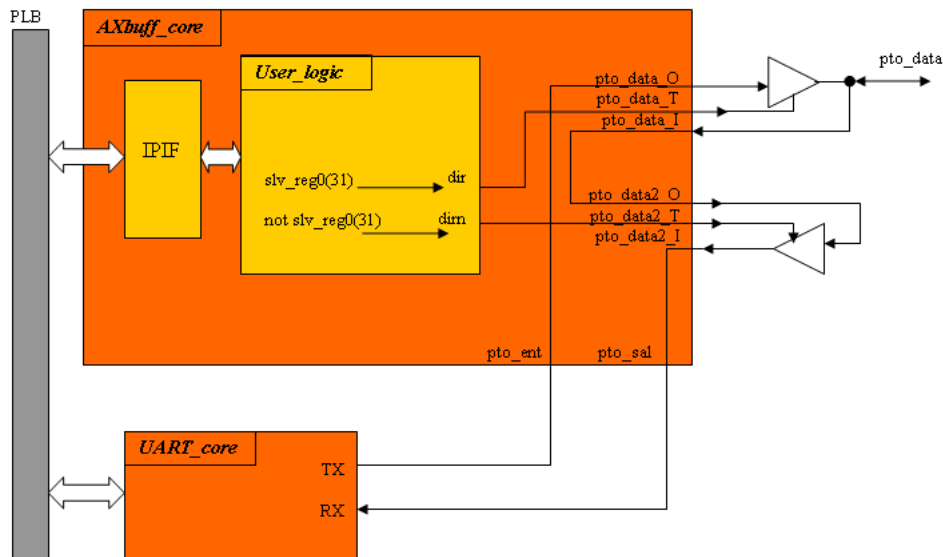 PLB
AXbuff_core
User_logic
pto_data_O
pto_data
pto_data_T
pto_data_I
IPIF
slv_reg0(31)
dir
pto_data2_O
not slv_reg0(31)
dirn
pto_data2_T
pto_data2_I
pto_ent
pto_sal
UART_core
TX
RX